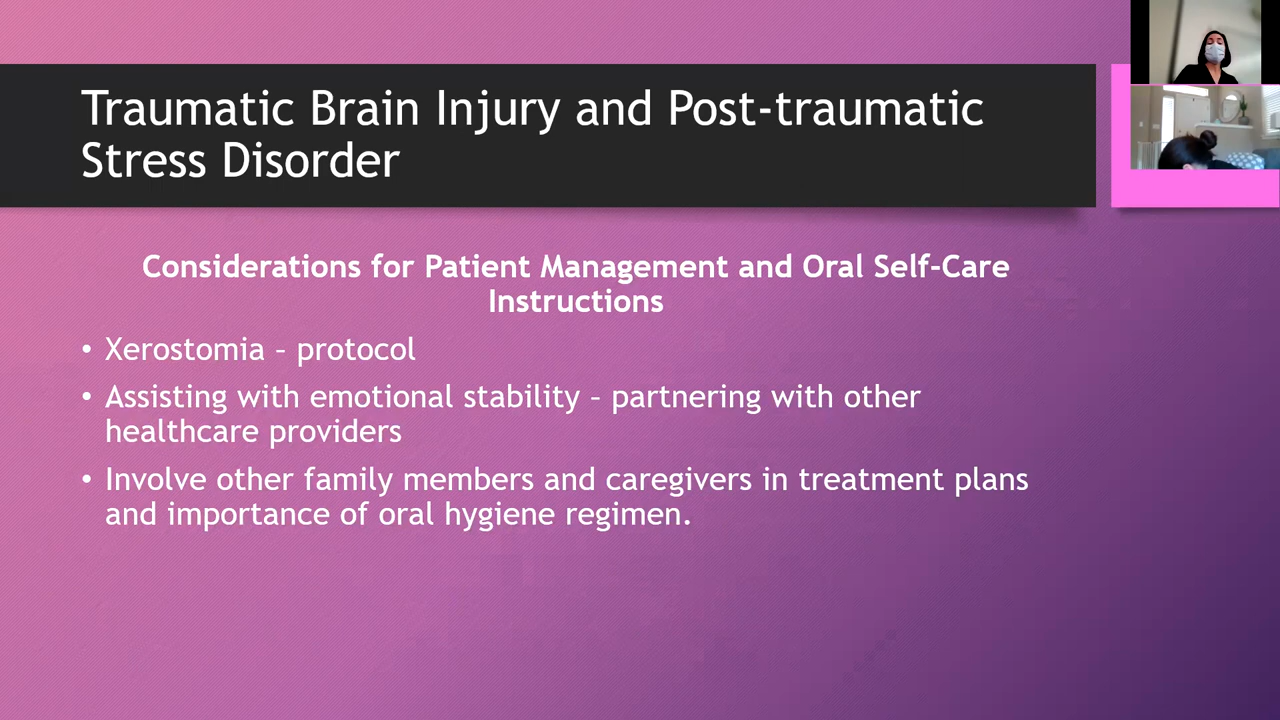 Traumatic Brain Injury and Post-traumatic
Stress Disorder
Considerations for Patient Management and Oral Self-Care
Instructions
• Xerostomia – protocol
• Assisting with emotional stability – partnering with other
healthcare providers
• Involve other family members and caregivers in treatment plans
and importance of oral hygiene regimen.